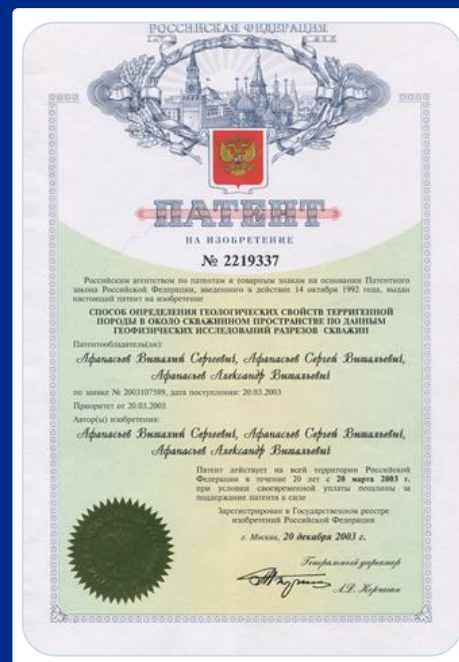 РОССИЙСКАЯ ФЕДЕРАЦИЯ
ПАТЕНТ
НА ИЗОБРЕТЕНИЕ
№ 2219337
Российским агентством по патентам и товарным знакам на основании Патентного
закона Российской Федерации, введенного в действие 14 октября 1992 года, выдан
настоящий патент на изобретение
СПОСОБ ОПРЕДЕЛЕНИЯ ГЕОЛОГИЧЕСКИХ СВОЙСТВ ТЕРРИГЕННОЙ
ПОРОДЫ В ОКОЛО СКВАЖИННОМ ПРОСТРАНСТВЕ ПО ДАННЫМ
ГЕОФИЗИЧЕСКИХ ИССЛЕДОВАНИЙ РАЗРЕЗОВ СКВАЖИН
Патентообладатель(ли):
Афанасьев Виталий Сергеевич, Афанасьев Сергей Витальевич,
Афанасьев Александр Витальевич
по заявке № 2003107589, дата поступления: 20.03.2003
Приоритет от 20.03.2003
Автор(ы) изобретения:
Афанасьев Виталий Сергеевич, Афанасьев Сергей Витальевич,
Афанасьев Александр Витальевич
Патент действует на всей территории Российской
Федерации в течение 20 лет с 20 марта 2003 г.
при условии своевременной уплаты пошлины за
поддержание патента в силе
Зарегистрирован в Государственном реестре
изобретений Российской Федерации
г. Москва, 20 декабря 2003 г.
Генеральный директор
А.Д. Корчагин